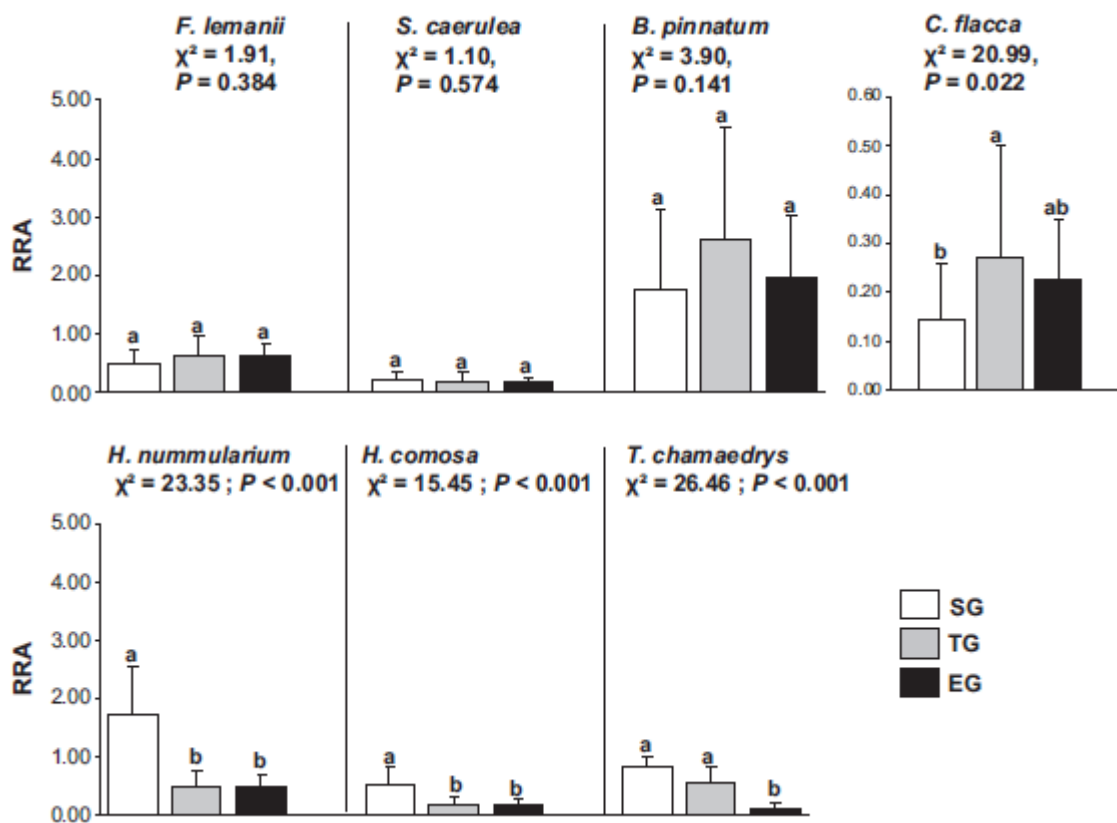 F. lemanii
χ² = 1.91,
P = 0.384
S. caerulea
χ² = 1.10,
P = 0.574
B. pinnatum
χ² = 3.90,
P = 0.141
C. flacca
χ² = 20.99,
P = 0.022
RRA
5.00
4.00
3.00
2.00
1.00
0.00
a a a
a a a
a a a
0.60
0.50
0.40
0.30
0.20
0.10
0.00
b a ab
H. nummularium
χ² = 23.35 ; P < 0.001
H. comosa
χ² = 15.45 ; P < 0.001
T. chamaedrys
χ² = 26.46 ; P < 0.001
RRA
5.00
4.00
3.00
2.00
1.00
0.00
a b b
a b b
a a b
SG
TG
EG